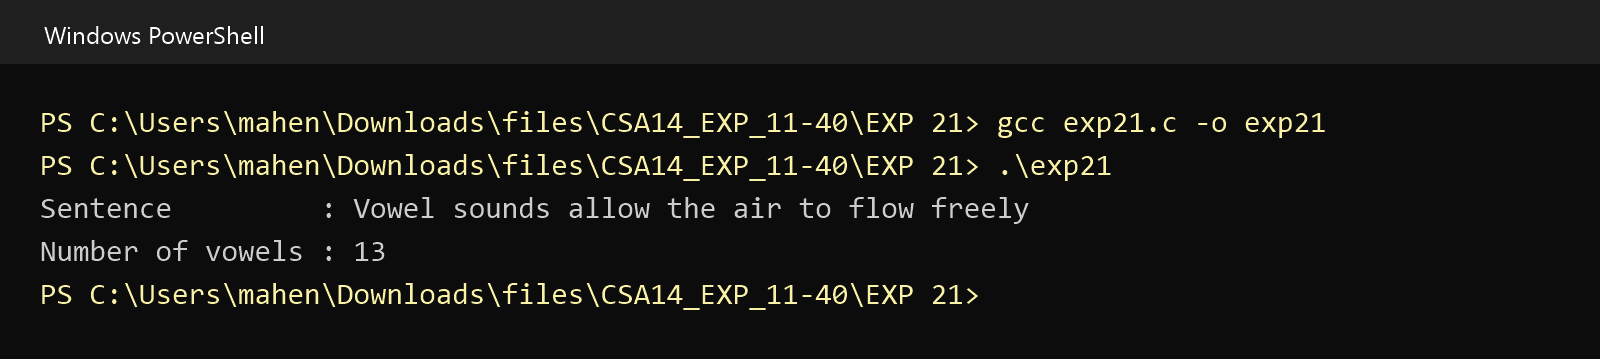 Windows PowerShell
PS C:\Users\mahen\Downloads\files\CSA14_EXP_11-40\EXP 21> gcc exp21.c -o exp21
PS C:\Users\mahen\Downloads\files\CSA14_EXP_11-40\EXP 21> .\exp21
Sentence         : Vowel sounds allow the air to flow freely
Number of vowels : 13
PS C:\Users\mahen\Downloads\files\CSA14_EXP_11-40\EXP 21>